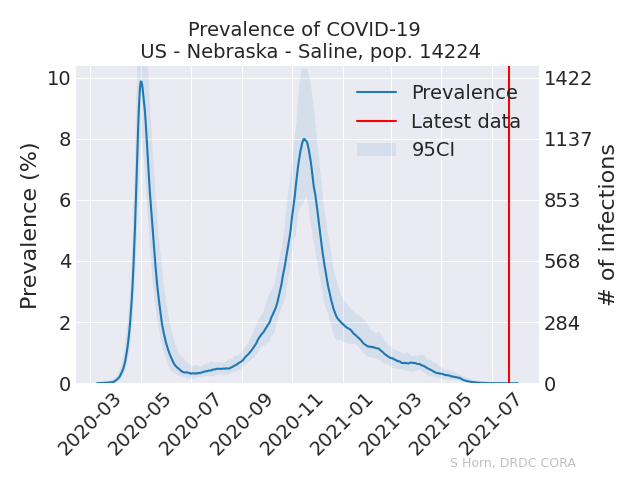 Prevalence of COVID-19
US - Nebraska - Saline, pop. 14224
Prevalence (%)
10
8
6
4
2
0
Prevalence
Latest data
95CI
1422
1137
853
568
284
0
# of infections
2020-03
2020-05
2020-07
2020-09
2020-11
2021-01
2021-03
2021-05
2021-07
S Horn, DRDC CORA